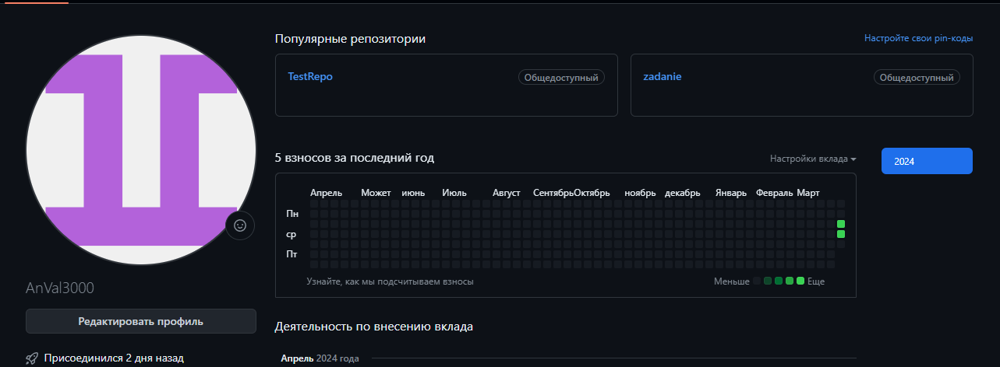 Популярные репозитории
Настройте свои pin-коды
TestRepo
Общедоступный
zadanie
Общедоступный
5 взносов за последний год
Настройки вклада
2024
Апрель Может июнь Июль Август Сентябрь Октябрь ноябрь декабрь Январь Февраль Март
Пн
ср
Пт
Узнайте, как мы подсчитываем взносы
Меньше Еще
AnVal3000
Редактировать профиль
Деятельность по внесению вклада
Присоединился 2 дня назад
Апрель 2024 года